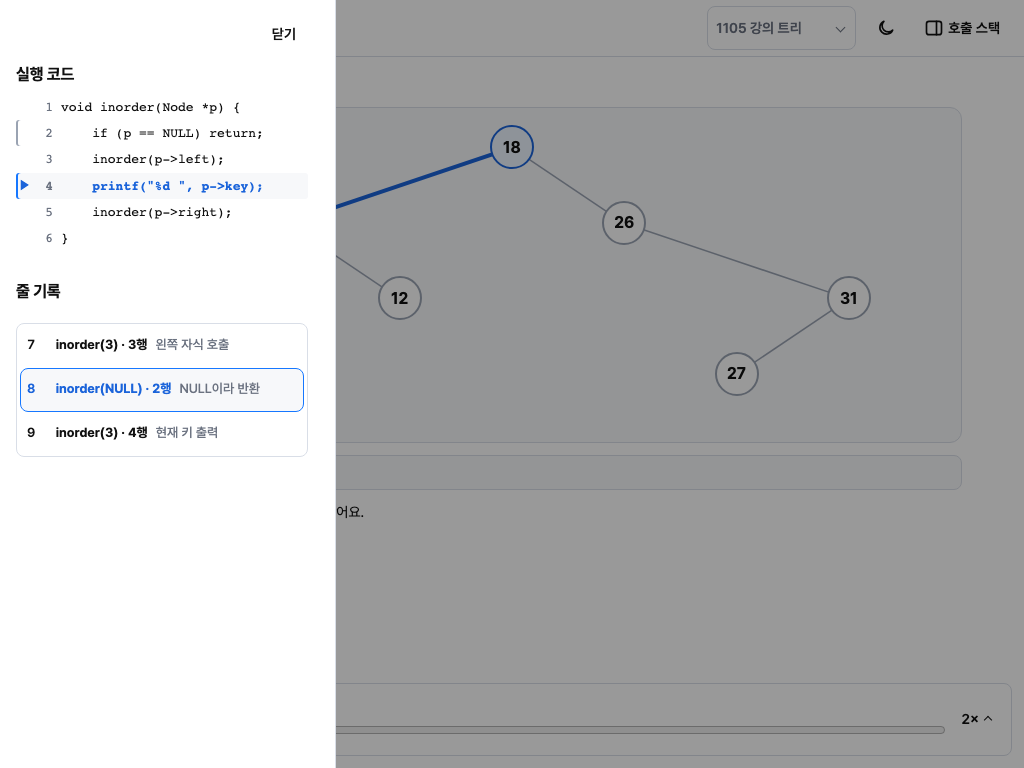 닫기
1105 강의 트리
호출 스택
실행 코드
1 void inorder(Node *p) {
2 if (p == NULL) return;
3 inorder(p->left);
4 printf("%d ", p->key);
5 inorder(p->right);
6 }
줄 기록
7 inorder(3) · 3행 왼쪽 자식 호출
8 inorder(NULL) · 2행 NULL이라 반환
9 inorder(3) · 4행 현재 키 출력
18
26
12
31
27
어요.
2×